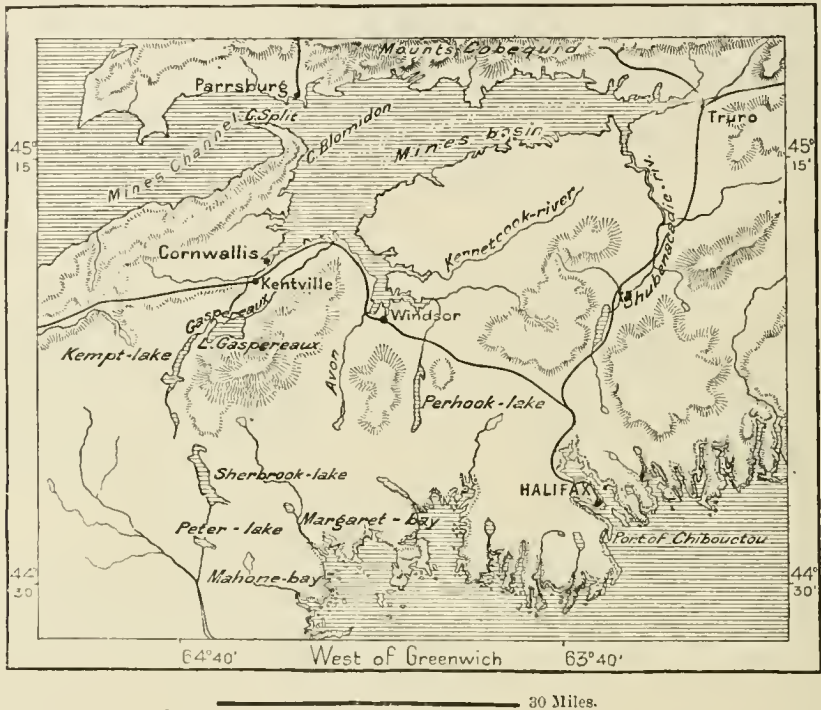 Mounts Cobequid
Parrsburg
C. Split
Truro
C. Blomidon
Mines basin
45° 15'
45° 15'
Mines Channel
Shubenacadie riv.
Kennetcook-river
Cornwallis
Kentville
Gaspereaux
Windsor
L. Gaspereaux
Kempt-lake
Avon
Perhook-lake
Sherbrook-lake
HALIFAX
Margaret-bay
Peter-lake
Port of Chibouctou
Mahone-bay
44° 30'
44° 30'
64°40' West of Greenwich 63°40'
30 Miles.